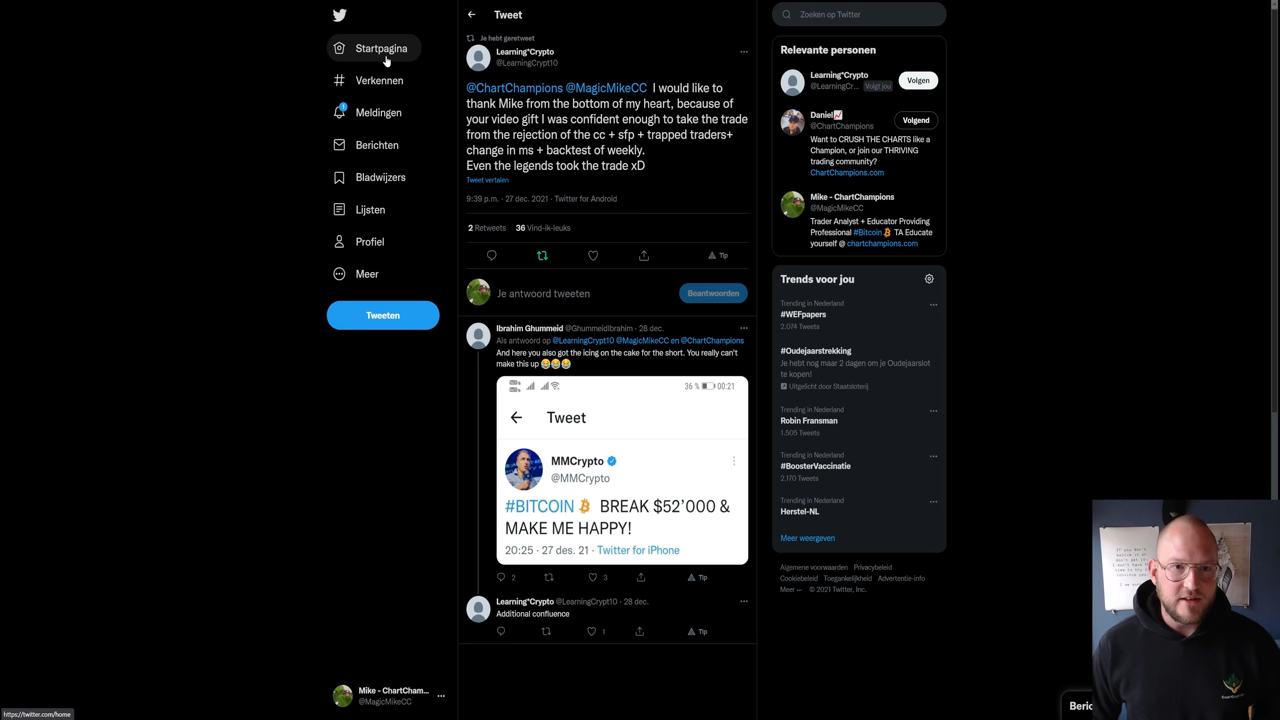 Startpagina
Verkennen
1
Meldingen
Berichten
Bladwijzers
Lijsten
Profiel
Meer
Tweeten
Mike - ChartCham...
@MagicMikeCC
https://twitter.com/home
Tweet
Je hebt geretweet
Learning*Crypto
@LearningCrypt10
@ChartChampions @MagicMikeCC I would like to
thank Mike from the bottom of my heart, because of
your video gift I was confident enough to take the trade
from the rejection of the cc + sfp + trapped traders+
change in ms + backtest of weekly.
Even the legends took the trade xD
Tweet vertalen
9:39 p.m. · 27 dec. 2021 · Twitter for Android
2 Retweets 36 Vind-ik-leuks
Tip
Je antwoord tweeten
Beantwoorden
Ibrahim Ghummeid @GhummeidIbrahim · 28 dec.
Als antwoord op @LearningCrypt10 @MagicMikeCC en @ChartChampions
And here you also got the icing on the cake for the short. You really can't
make this up 😂😂😂
36 % 00:21
Tweet
MMCrypto
@MMCrypto
#BITCOIN BREAK $52'000 &
MAKE ME HAPPY!
20:25 · 27 des. 21 · Twitter for iPhone
2 3 Tip
Learning*Crypto @LearningCrypt10 · 28 dec.
Additional confluence
1 Tip
Zoeken op Twitter
Relevante personen
Learning*Crypto
@LearningCr... Volgt jou
Volgen
Daniel📈
@ChartChampions
Volgend
Want to CRUSH THE CHARTS like a
Champion, or join our THRIVING
trading community?
ChartChampions.com
Mike - ChartChampions
@MagicMikeCC
Trader Analyst + Educator Providing
Professional #Bitcoin TA Educate
yourself @ chartchampions.com
Trends voor jou
Trending in Nederland
#WEFpapers
2.074 Tweets
#Oudejaarstrekking
Je hebt nog maar 2 dagen om je Oudejaarslot
te kopen!
Uitgelicht door Staatsloterij
Trending in Nederland
Robin Fransman
1.505 Tweets
Trending in Nederland
#BoosterVaccinatie
2.170 Tweets
Trending in Nederland
Herstel-NL
Meer weergeven
Algemene voorwaarden Privacybeleid
Cookiebeleid Toegankelijkheid Advertentie-info
Meer ··· © 2021 Twitter, Inc.
Beric